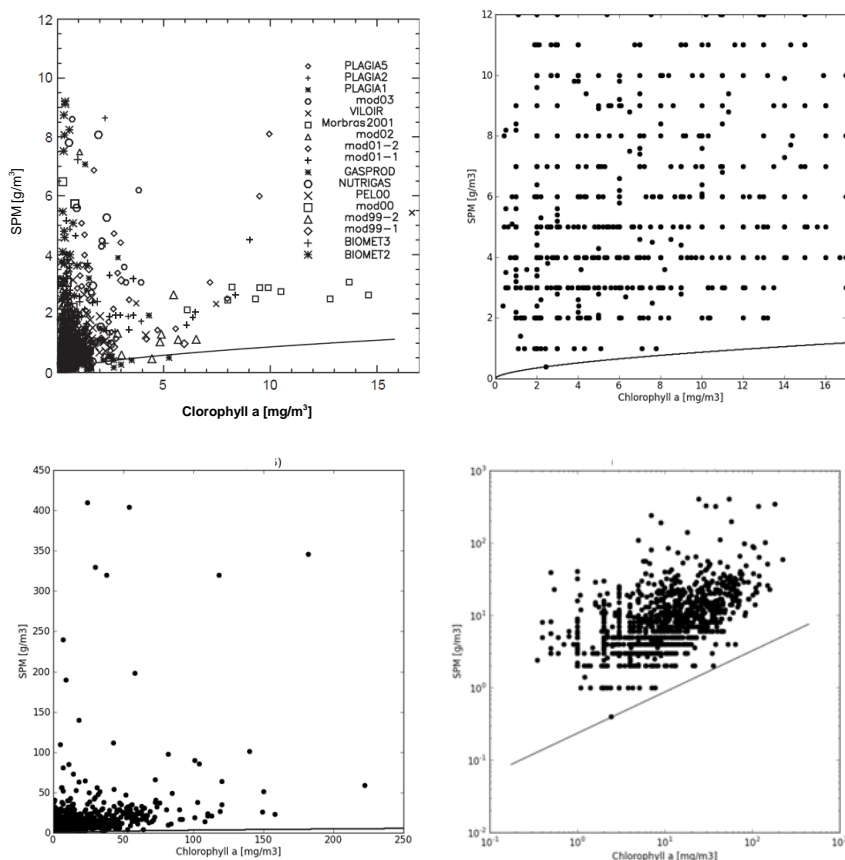 12
10
8
6
4
2
0
SPM [g/m³]
PLAGIA5
PLAGIA2
PLAGIA1
mod03
VILOIR
Morbras2001
mod02
mod01-2
mod01-1
GASPROD
NUTRIGAS
PEL00
mod00
mod99-2
mod99-1
BIOMET3
BIOMET2
0 5 10 15
Clorophyll a [mg/m³]
12
10
8
6
4
2
0
SPM [g/m3]
0 2 4 6 8 10 12 14 16
Chlorophyll a [mg/m3]
450
400
350
300
250
200
150
100
50
0
SPM [g/m3]
0 50 100 150 200 250
Chlorophyll a [mg/m3]
10³
10²
10¹
10⁰
10⁻¹
10⁻²
SPM [g/m3]
10⁻¹ 10⁰ 10¹ 10² 10
Chlorophyll a [mg/m3]